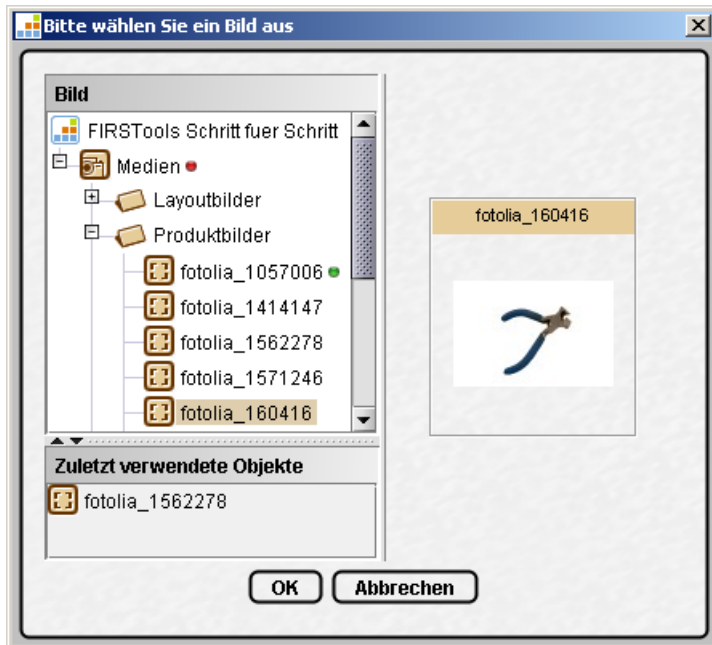 Bitte wählen Sie ein Bild aus
Bild
FIRSTools Schritt fuer Schritt
Medien
Layoutbilder
Produktbilder
fotolia_1057006
fotolia_1414147
fotolia_1562278
fotolia_1571246
fotolia_160416
Zuletzt verwendete Objekte
fotolia_1562278
fotolia_160416
OK
Abbrechen